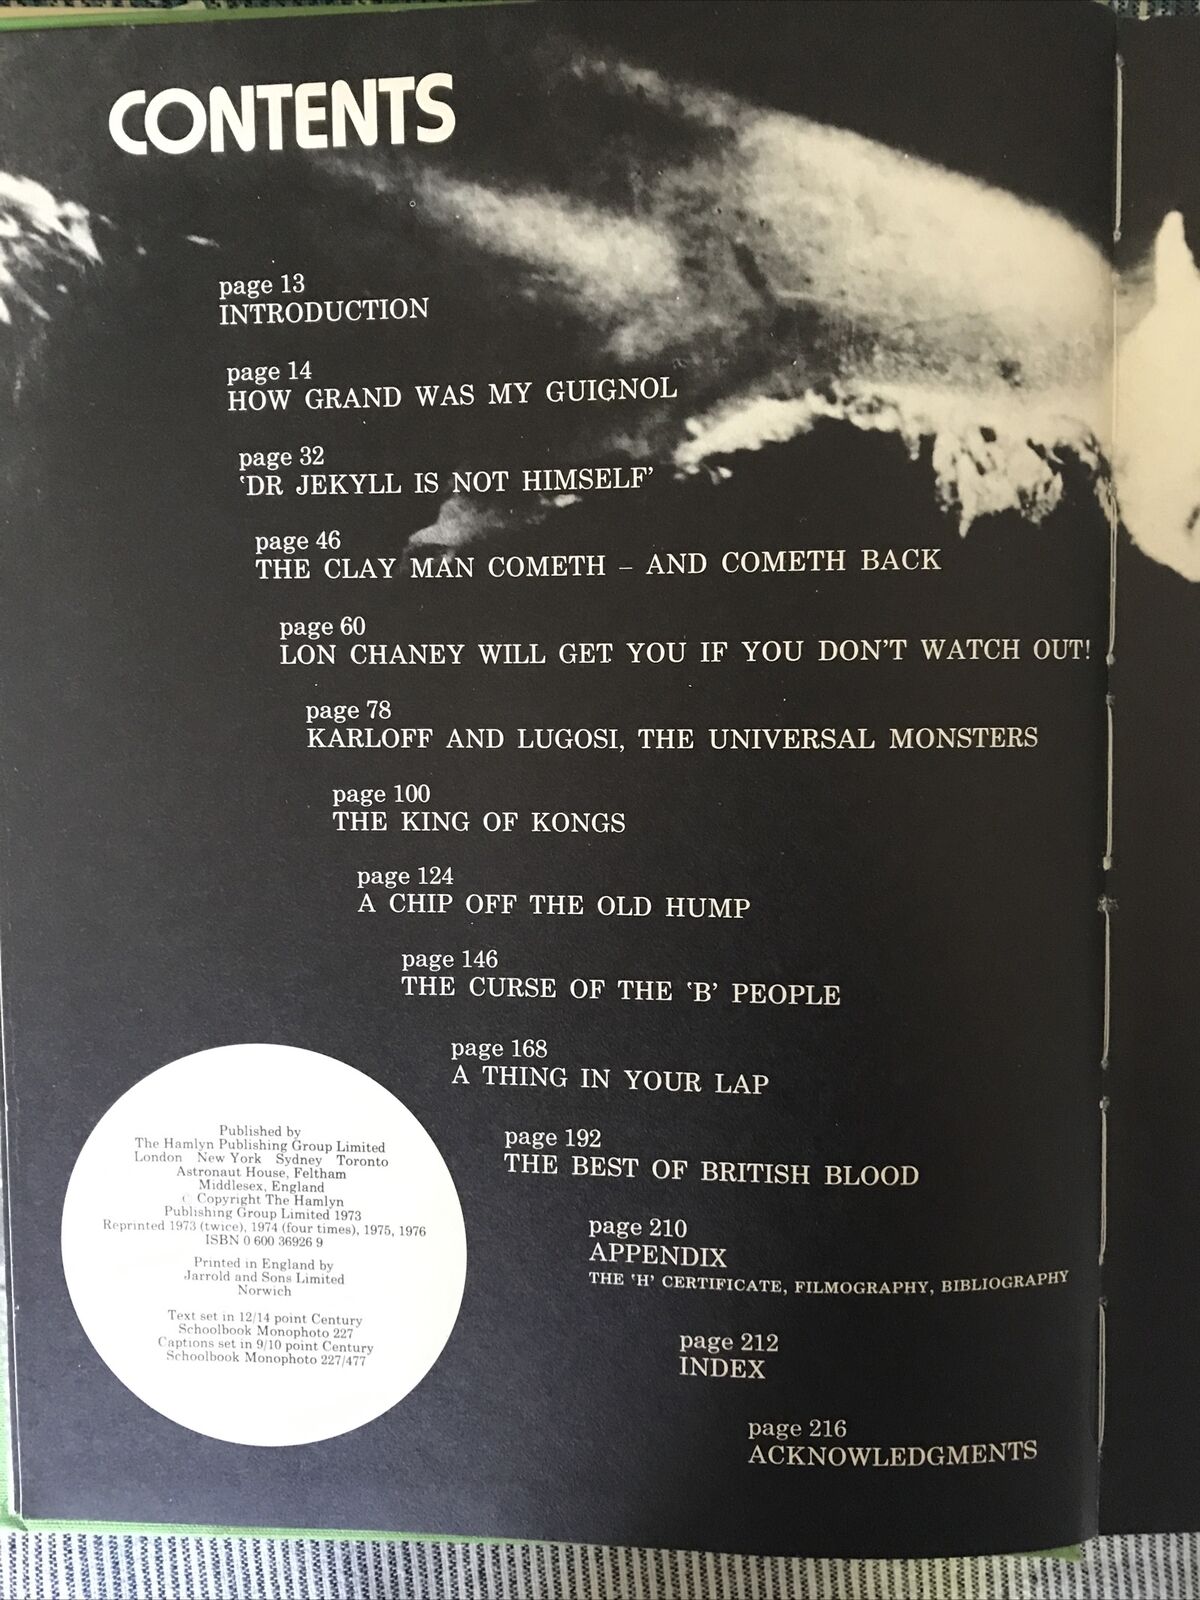 CONTENTS
page 13
INTRODUCTION
page 14
HOW GRAND WAS MY GUIGNOL
page 32
‘DR JEKYLL IS NOT HIMSELF’
page 46
THE CLAY MAN COMETH – AND COMETH BACK
page 60
LON CHANEY WILL GET YOU IF YOU DON'T WATCH OUT!
page 78
KARLOFF AND LUGOSI, THE UNIVERSAL MONSTERS
page 100
THE KING OF KONGS
page 124
A CHIP OFF THE OLD HUMP
page 146
THE CURSE OF THE ‘B’ PEOPLE
page 168
A THING IN YOUR LAP
page 192
THE BEST OF BRITISH BLOOD
page 210
APPENDIX
THE ‘H’ CERTIFICATE, FILMOGRAPHY, BIBLIOGRAPHY
page 212
INDEX
page 216
ACKNOWLEDGMENTS
Published by
The Hamlyn Publishing Group Limited
London New York Sydney Toronto
Astronaut House, Feltham
Middlesex, England
© Copyright The Hamlyn
Publishing Group Limited 1973
Reprinted 1973 (twice), 1974 (four times), 1975, 1976
ISBN 0 600 36926 9
Printed in England by
Jarrold and Sons Limited
Norwich
Text set in 12/14 point Century
Schoolbook Monophoto 227
Captions set in 9/10 point Century
Schoolbook Monophoto 227/477